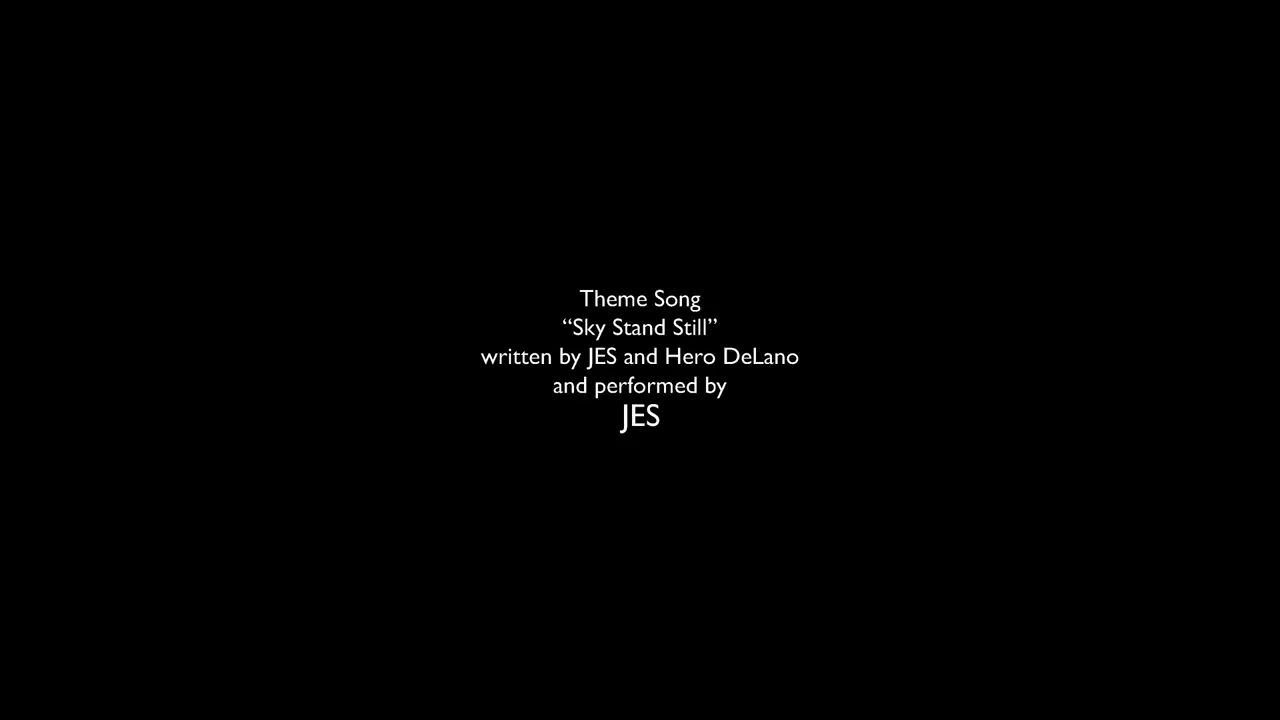 Theme Song
“Sky Stand Still”
written by JES and Hero DeLano
and performed by
JES